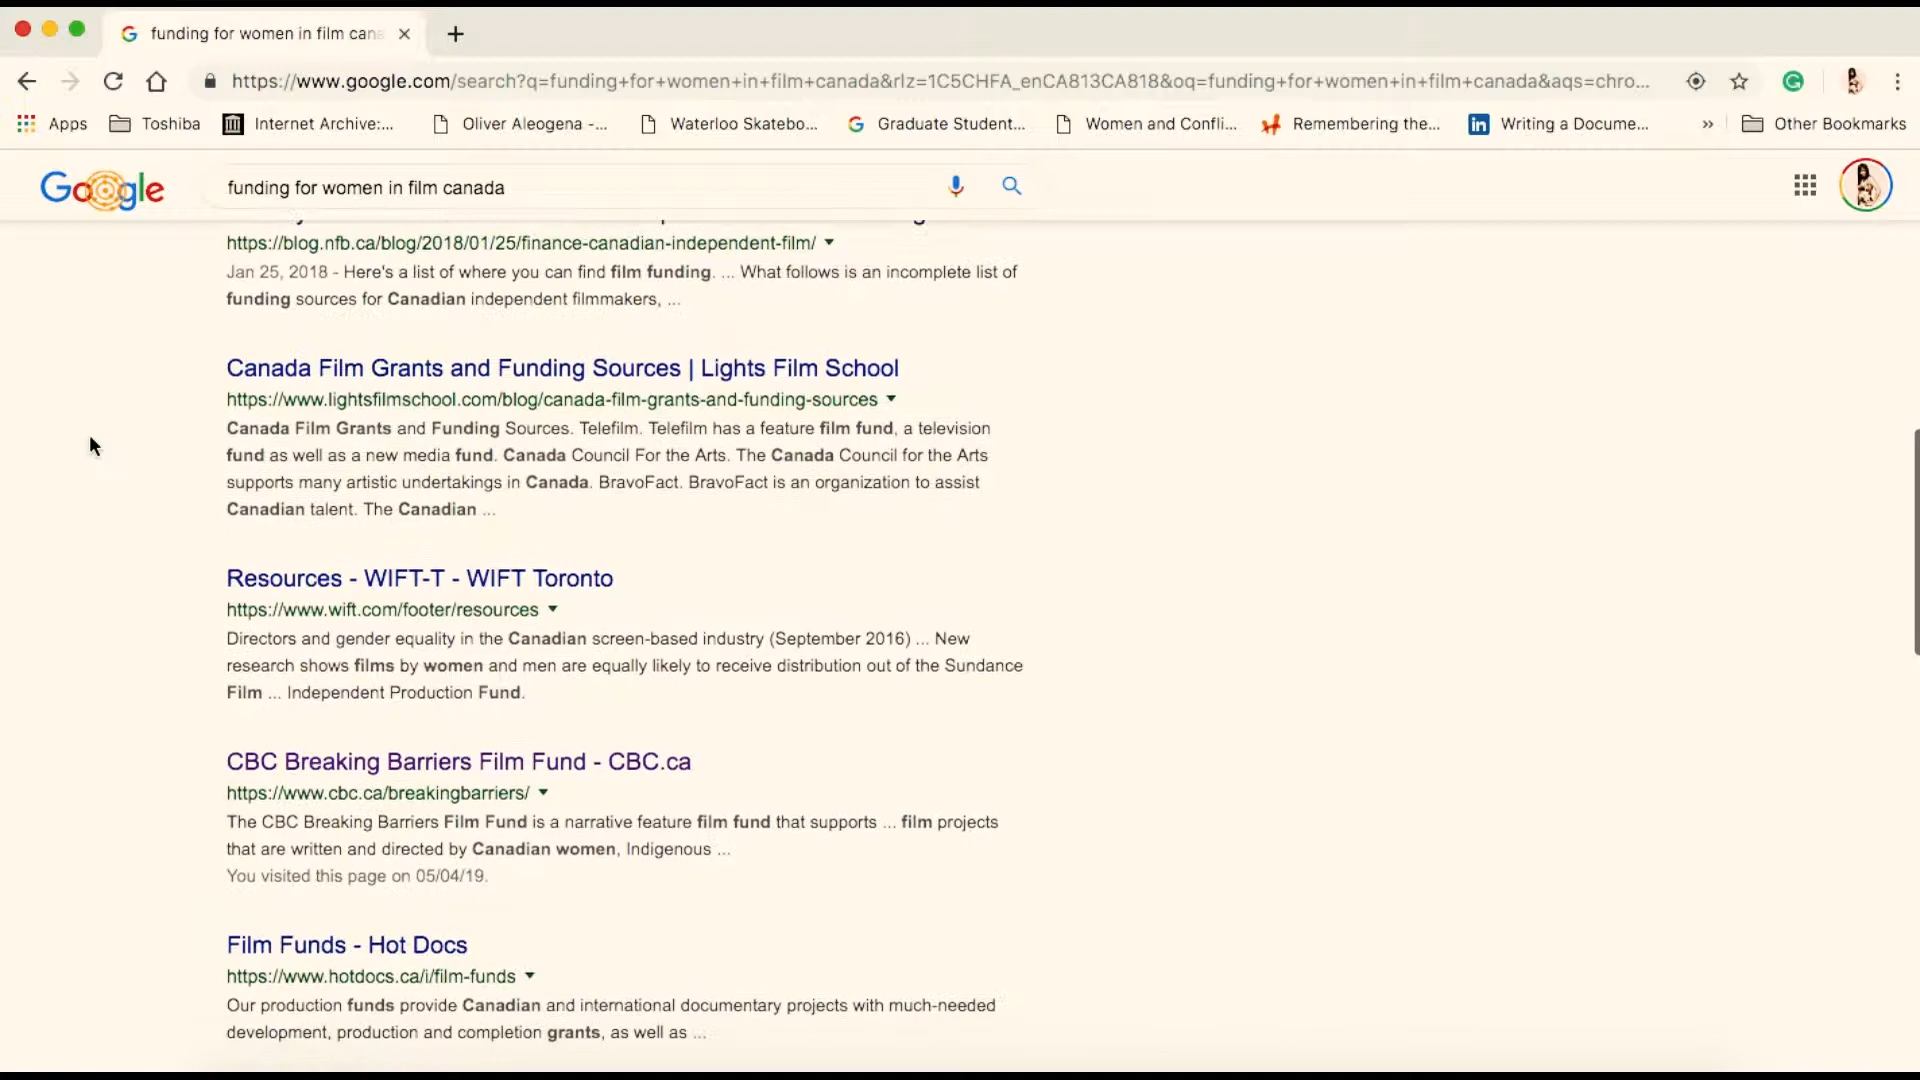 funding for women in film can
https://www.google.com/search?q=funding+for+women+in+film+canada&rlz=1C5CHFA_enCA813CA818&oq=funding+for+women+in+film+canada&aqs=chro...
Apps Toshiba Internet Archive:... Oliver Aleogena -... Waterloo Skatebo... Graduate Student... Women and Confli... Remembering the... Writing a Docume... » Other Bookmarks
Google funding for women in film canada
https://blog.nfb.ca/blog/2018/01/25/finance-canadian-independent-film/
Jan 25, 2018 - Here's a list of where you can find film funding. ... What follows is an incomplete list of
funding sources for Canadian independent filmmakers, ...
Canada Film Grants and Funding Sources | Lights Film School
https://www.lightsfilmschool.com/blog/canada-film-grants-and-funding-sources
Canada Film Grants and Funding Sources. Telefilm. Telefilm has a feature film fund, a television
fund as well as a new media fund. Canada Council For the Arts. The Canada Council for the Arts
supports many artistic undertakings in Canada. BravoFact. BravoFact is an organization to assist
Canadian talent. The Canadian ...
Resources - WIFT-T - WIFT Toronto
https://www.wift.com/footer/resources
Directors and gender equality in the Canadian screen-based industry (September 2016) ... New
research shows films by women and men are equally likely to receive distribution out of the Sundance
Film ... Independent Production Fund.
CBC Breaking Barriers Film Fund - CBC.ca
https://www.cbc.ca/breakingbarriers/
The CBC Breaking Barriers Film Fund is a narrative feature film fund that supports ... film projects
that are written and directed by Canadian women, Indigenous ...
You visited this page on 05/04/19.
Film Funds - Hot Docs
https://www.hotdocs.ca/i/film-funds
Our production funds provide Canadian and international documentary projects with much-needed
development, production and completion grants, as well as ...